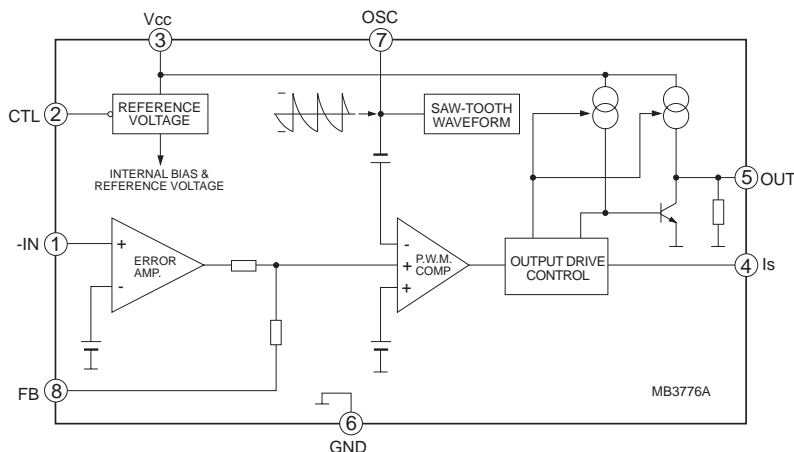 Vcc
3
OSC
7
CTL
2
REFERENCE
VOLTAGE
SAW-TOOTH
WAVEFORM
INTERNAL BIAS &
REFERENCE VOLTAGE
5
OUT
-IN
1
+
ERROR
AMP.
-
-
+
P.W.M.
COMP
+
OUTPUT DRIVE
CONTROL
4
Is
FB
8
MB3776A
6
GND